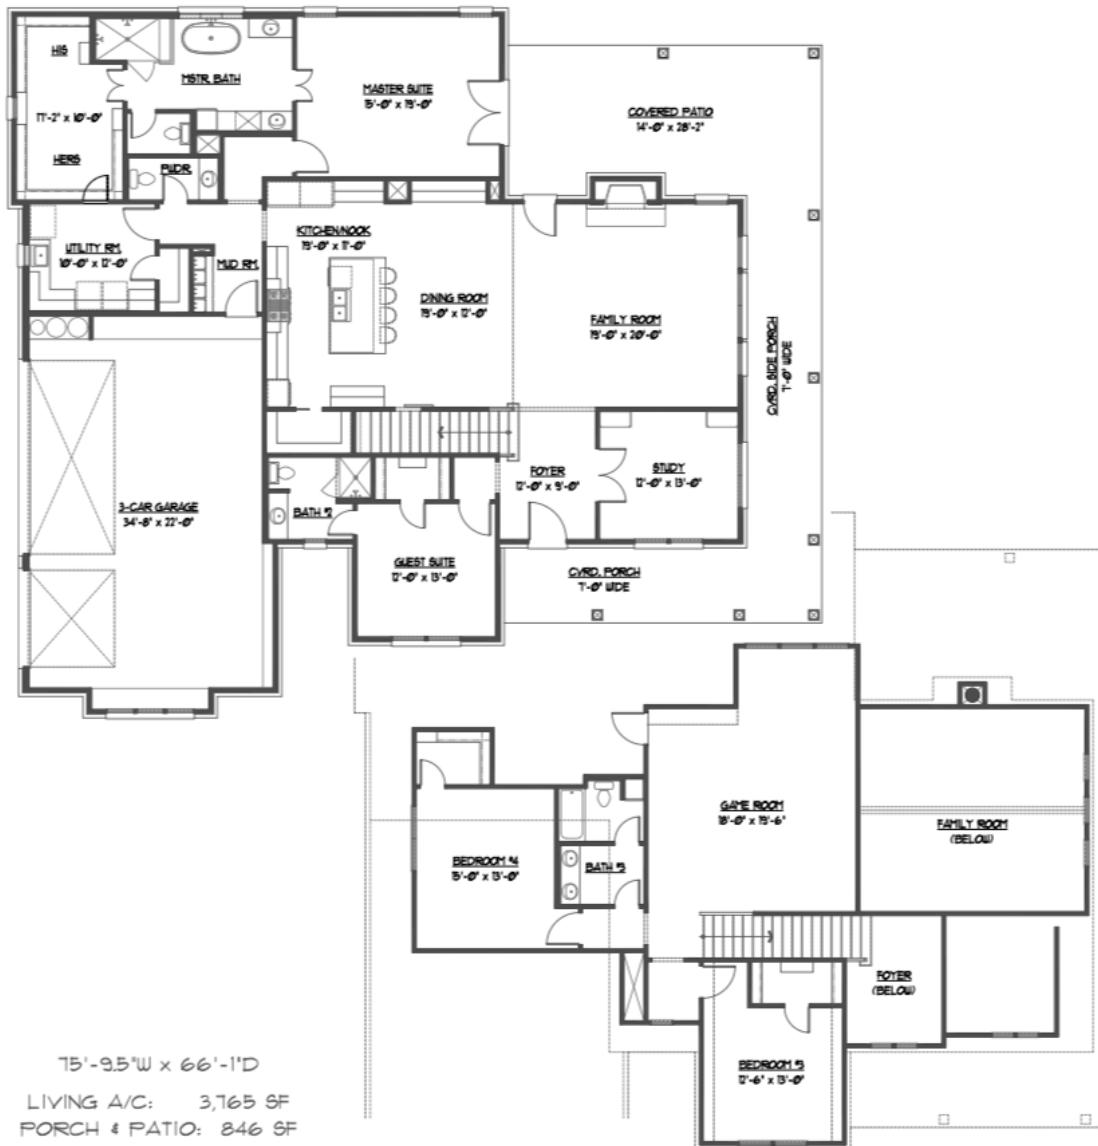 HIS
11'-2" x 10'-0"
HERS
MSTR. BATH
MASTER SUITE
15'-0" x 19'-0"
COVERED PATIO
14'-0" x 28'-2"
PWDR.
UTILITY RM.
10'-0" x 12'-0"
MUD RM.
KITCHEN/NOOK
19'-0" x 11'-0"
DINING ROOM
19'-0" x 12'-0"
FAMILY ROOM
19'-0" x 20'-0"
CVRD. SIDE PORCH
7'-0" WIDE
3-CAR GARAGE
34'-8" x 22'-0"
BATH #2
FOYER
12'-0" x 9'-0"
STUDY
12'-0" x 13'-0"
GUEST SUITE
12'-0" x 13'-0"
CVRD. PORCH
7'-0" WIDE
GAME ROOM
18'-0" x 19'-6"
FAMILY ROOM
(BELOW)
BEDROOM #4
15'-0" x 13'-0"
BATH #3
FOYER
(BELOW)
BEDROOM #3
12'-6" x 13'-0"
75'-9.5"W x 66'-1"D
LIVING A/C: 3,765 SF
PORCH & PATIO: 846 SF